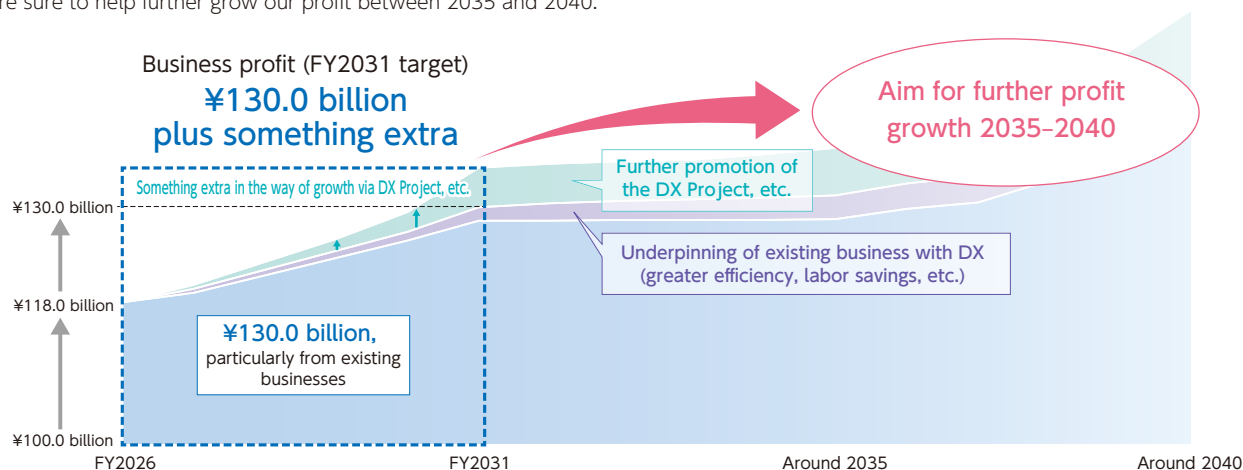 re sure to help further grow our profit between 2035 and 2040.
Business profit (FY2031 target)
¥130.0 billion
plus something extra
Aim for further profit
growth 2035–2040
Something extra in the way of growth via DX Project, etc.
Further promotion of
the DX Project, etc.
¥130.0 billion
Underpinning of existing business with DX
(greater efficiency, labor savings, etc.)
¥118.0 billion
¥130.0 billion,
particularly from existing
businesses
¥100.0 billion
FY2026
FY2031
Around 2035
Around 2040